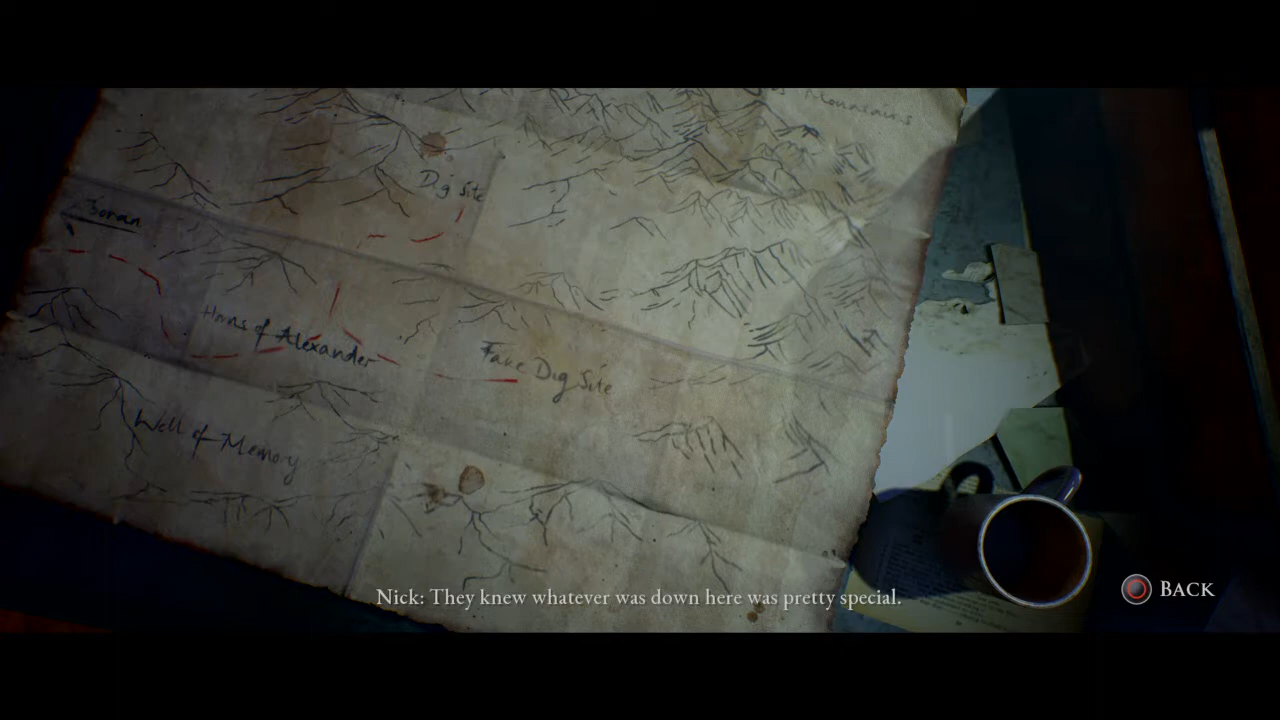 Mountains
Dig Site
Horns of Alexander
Fake Dig Site
Well of Memory
Nick: They knew whatever was down here was pretty special.
BACK